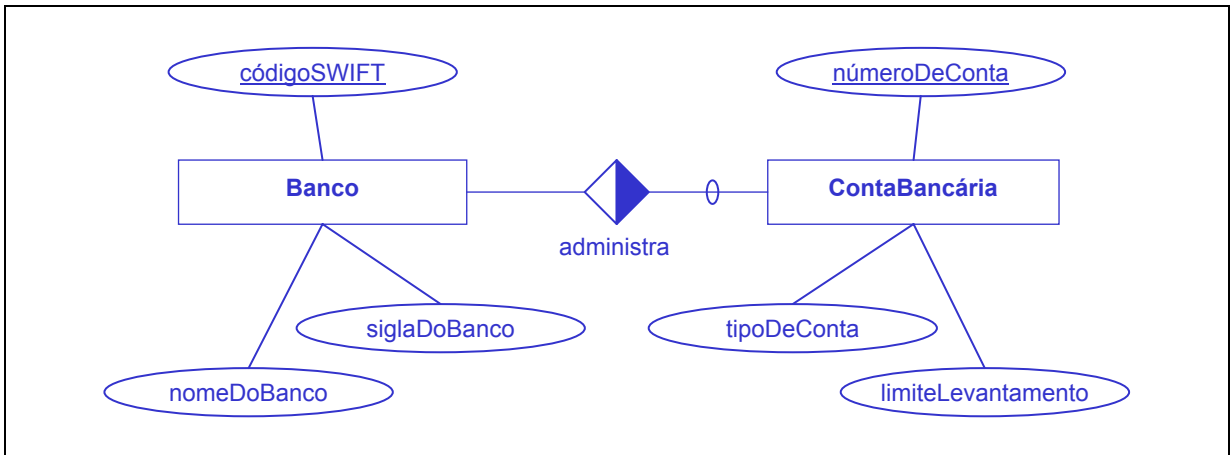 códigoSWIFT
númeroDeConta
Banco
ContaBancária
administra
siglaDoBanco
tipoDeConta
nomeDoBanco
limiteLevantamento